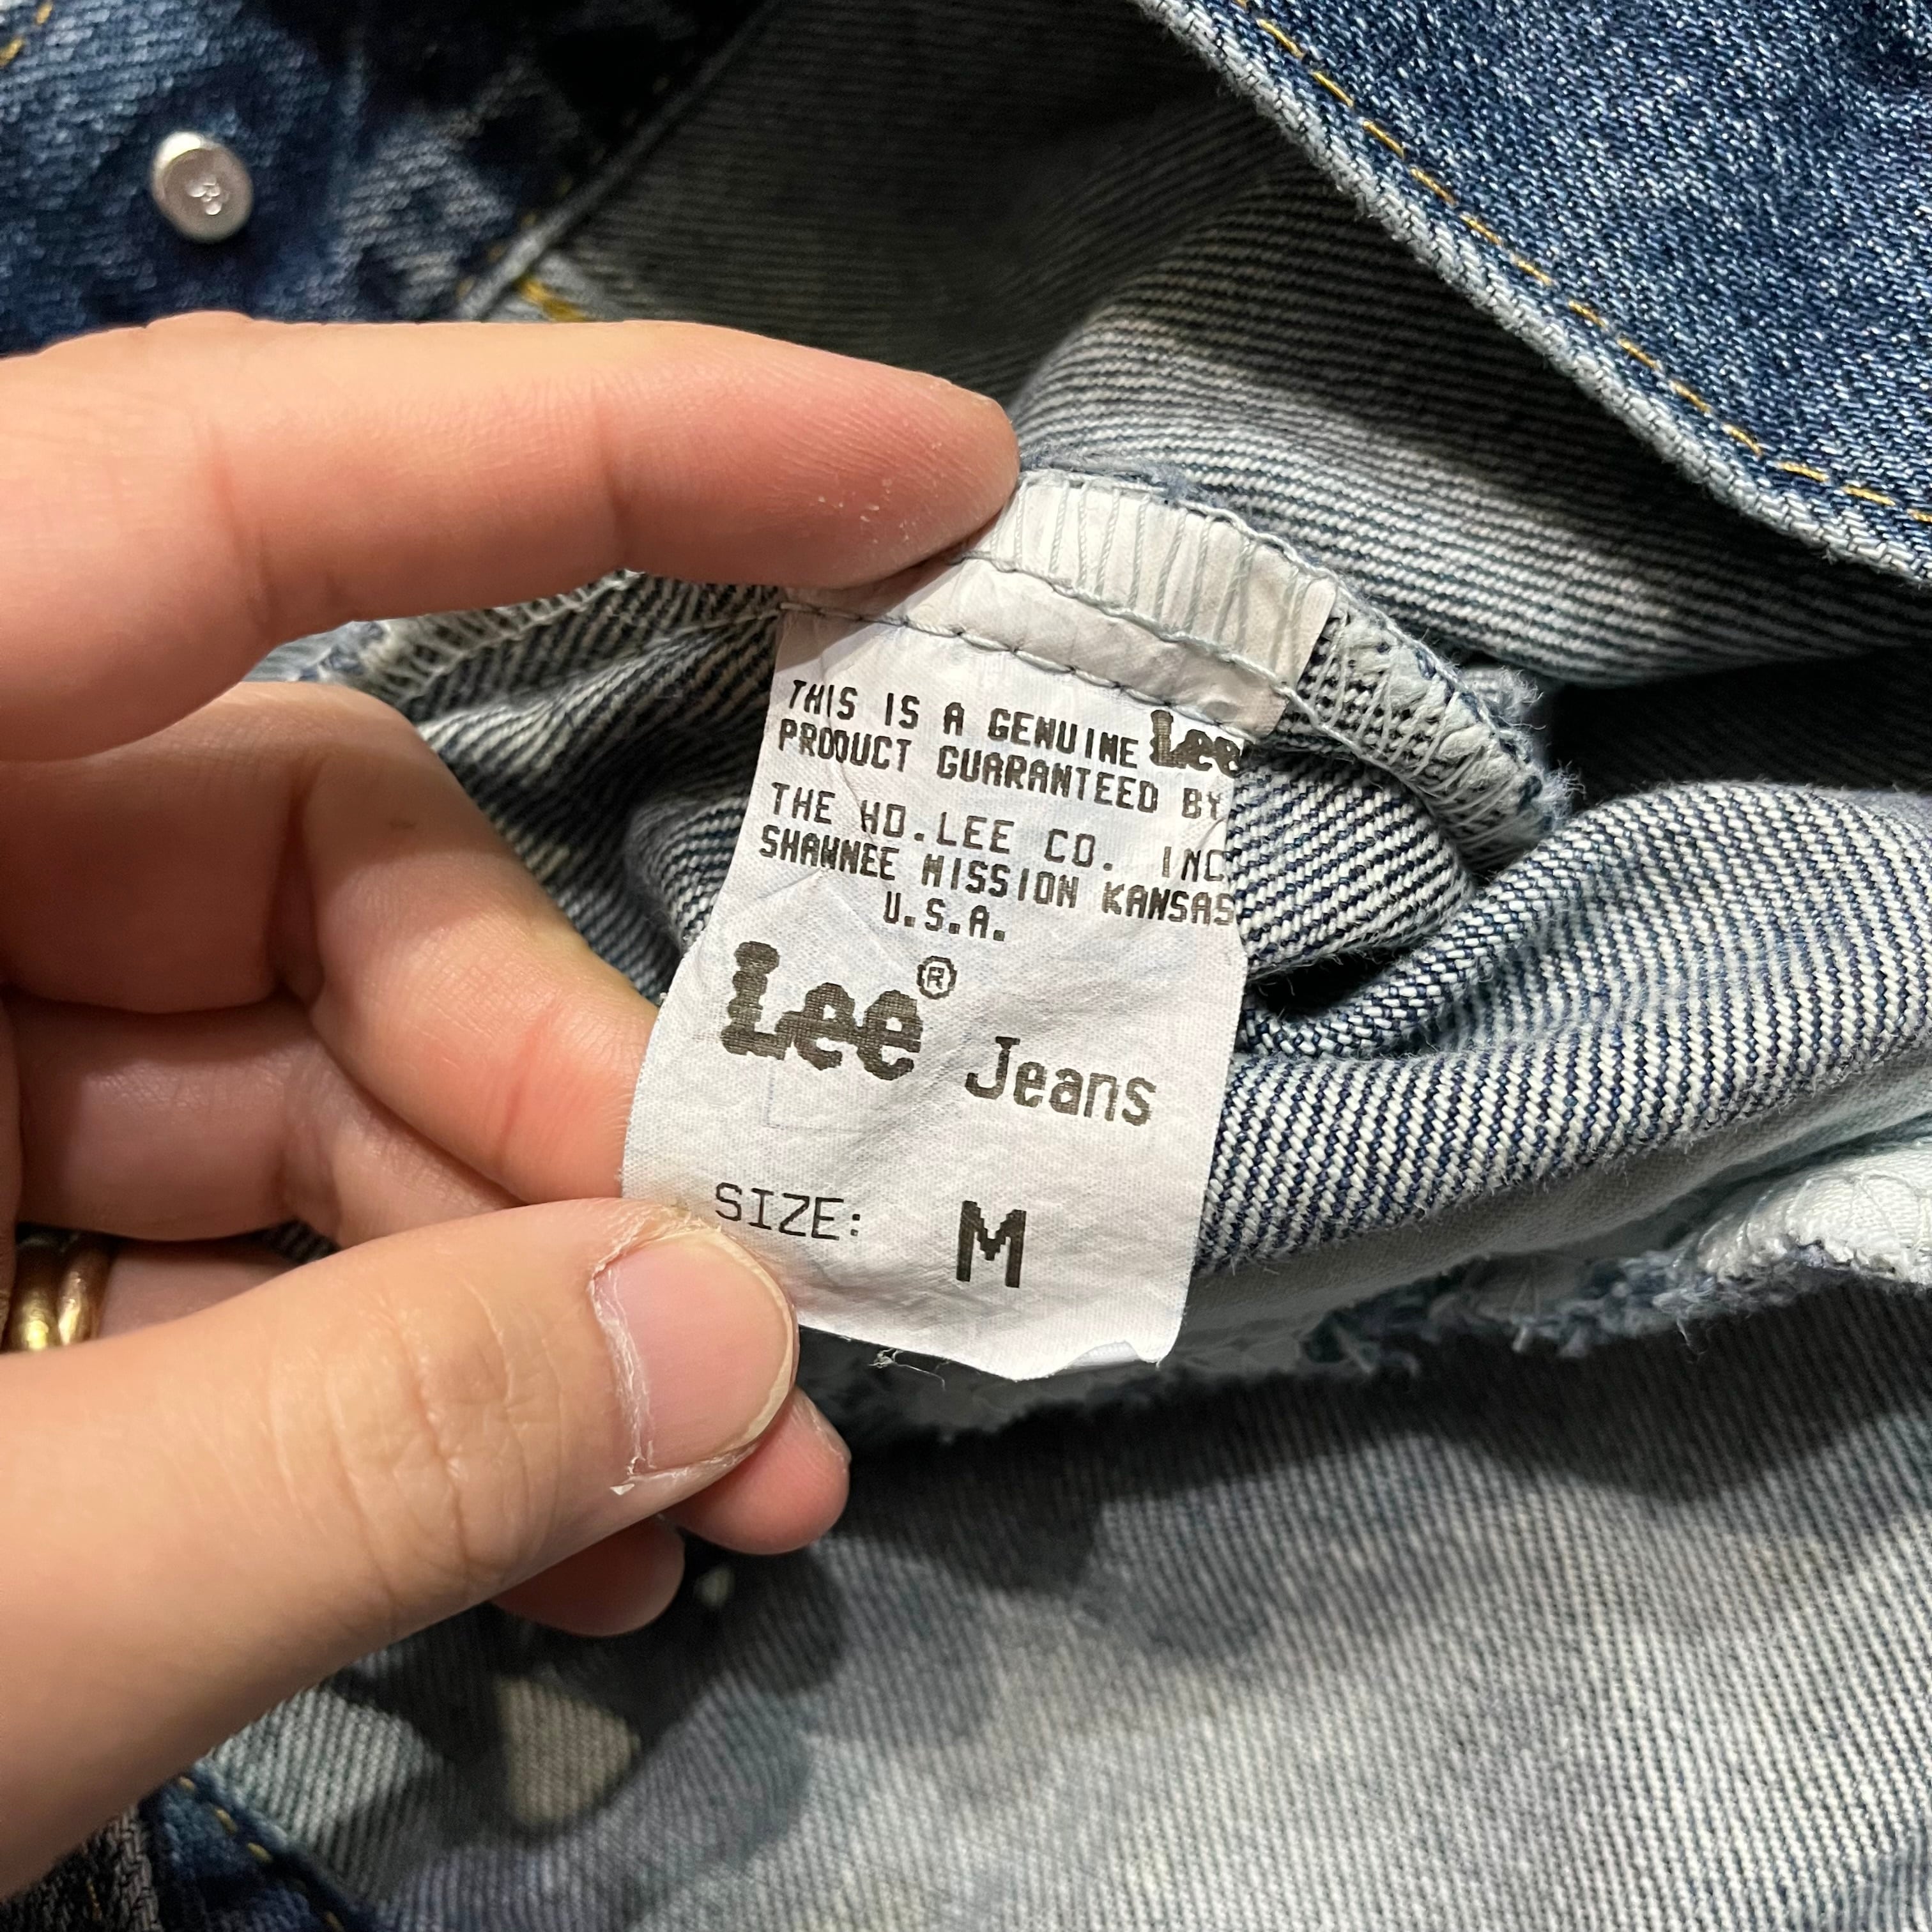 THIS IS A GENUINE Lee
PRODUCT GUARANTEED BY
THE HD.LEE CO. INC
SHAWNEE MISSION KANSAS
U.S.A.
Lee® Jeans
SIZE: M